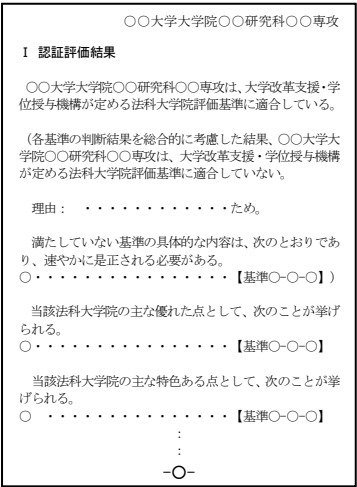 ○○大学大学院○○研究科○○専攻
Ⅰ 認証評価結果
○○大学大学院○○研究科○○専攻は、大学改革支援・学
位授与機構が定める法科大学院評価基準に適合している。
(各基準の判断結果を総合的に考慮した結果、○○大学大
学院○○研究科○○専攻は、大学改革支援・学位授与機構
が定める法科大学院評価基準に適合していない。
理由: ・・・・・・・・・・・・ため。
満たしていない基準の具体的な内容は、次のとおりであ
り、速やかに是正される必要がある。
○・・・・・・・・・・・・・・・・【基準○-○-○】)
当該法科大学院の主な優れた点として、次のことが挙げ
られる。
○・・・・・・・・・・・・・・・・【基準○-○-○】
当該法科大学院の主な特色ある点として、次のことが挙
げられる。
○ ・・・・・・・・・・・・・・・【基準○-○-○】
:
:
-○-